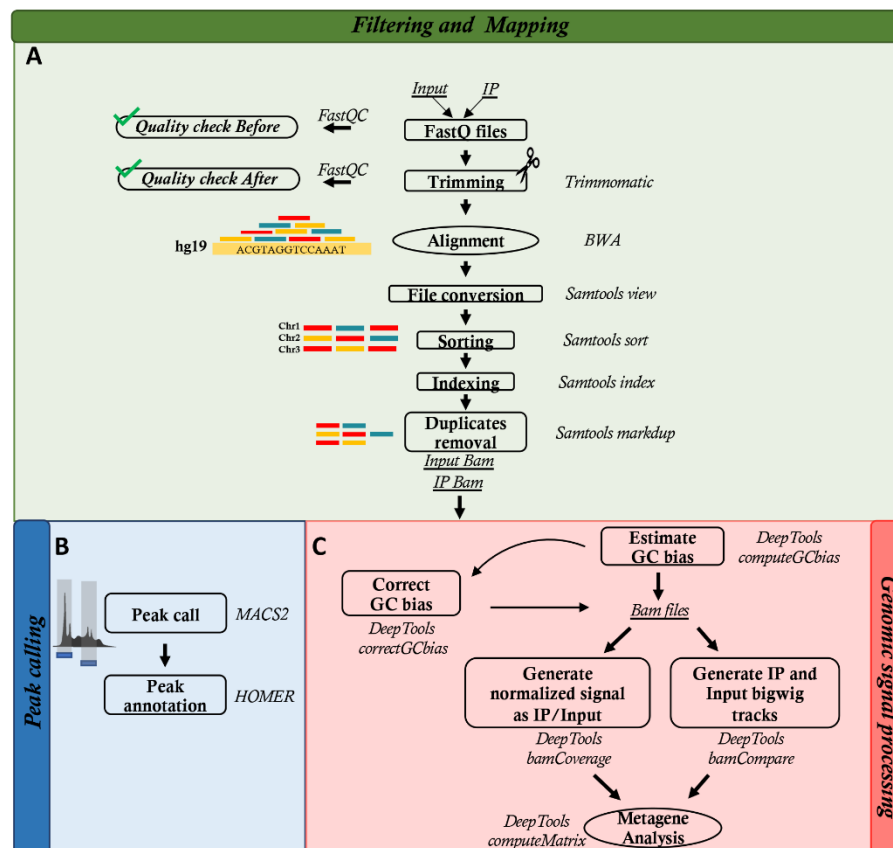 Filtering and Mapping
A
Input
IP
Quality check Before
FastQC
FastQ files
Quality check After
FastQC
Trimming
Trimmomatic
hg19
ACGTAGGTCCAAAT
Alignment
BWA
File conversion
Samtools view
Chr1
Chr2
Chr3
Sorting
Samtools sort
Indexing
Samtools index
Duplicates
removal
Samtools markdup
Input Bam
IP Bam
Peak calling
B
Peak call
MACS2
Peak
annotation
HOMER
C
Estimate
GC bias
DeepTools
computeGCbias
Correct
GC bias
DeepTools
correctGCbias
Bam files
Generate
normalized signal
as IP/Input
DeepTools
bamCoverage
Generate IP and
Input bigwig
tracks
DeepTools
bamCompare
DeepTools
computeMatrix
Metagene
Analysis
Genomic signal processing